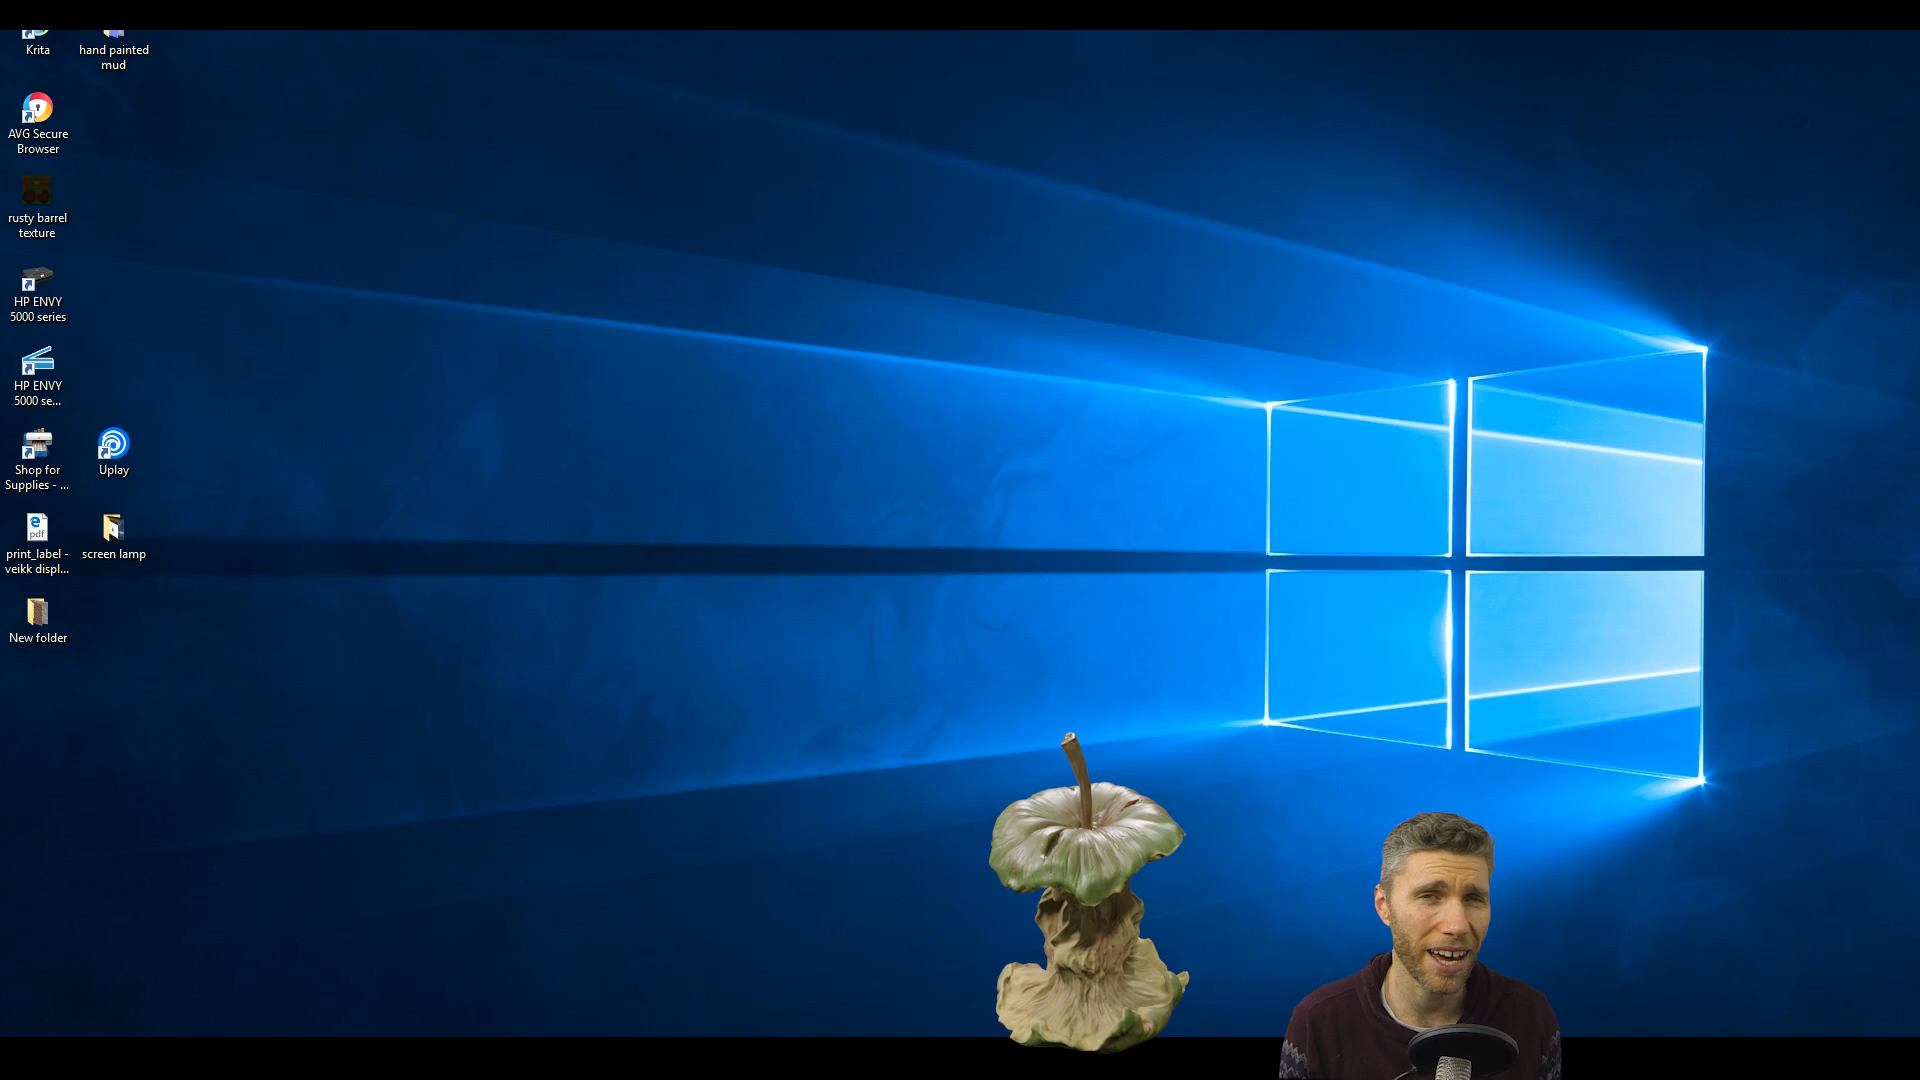 Krita
hand painted
mud
AVG Secure
Browser
rusty barrel
texture
HP ENVY
5000 series
HP ENVY
5000 se...
Shop for
Supplies - ...
Uplay
pdf
print_label -
veikk displ...
screen lamp
New folder